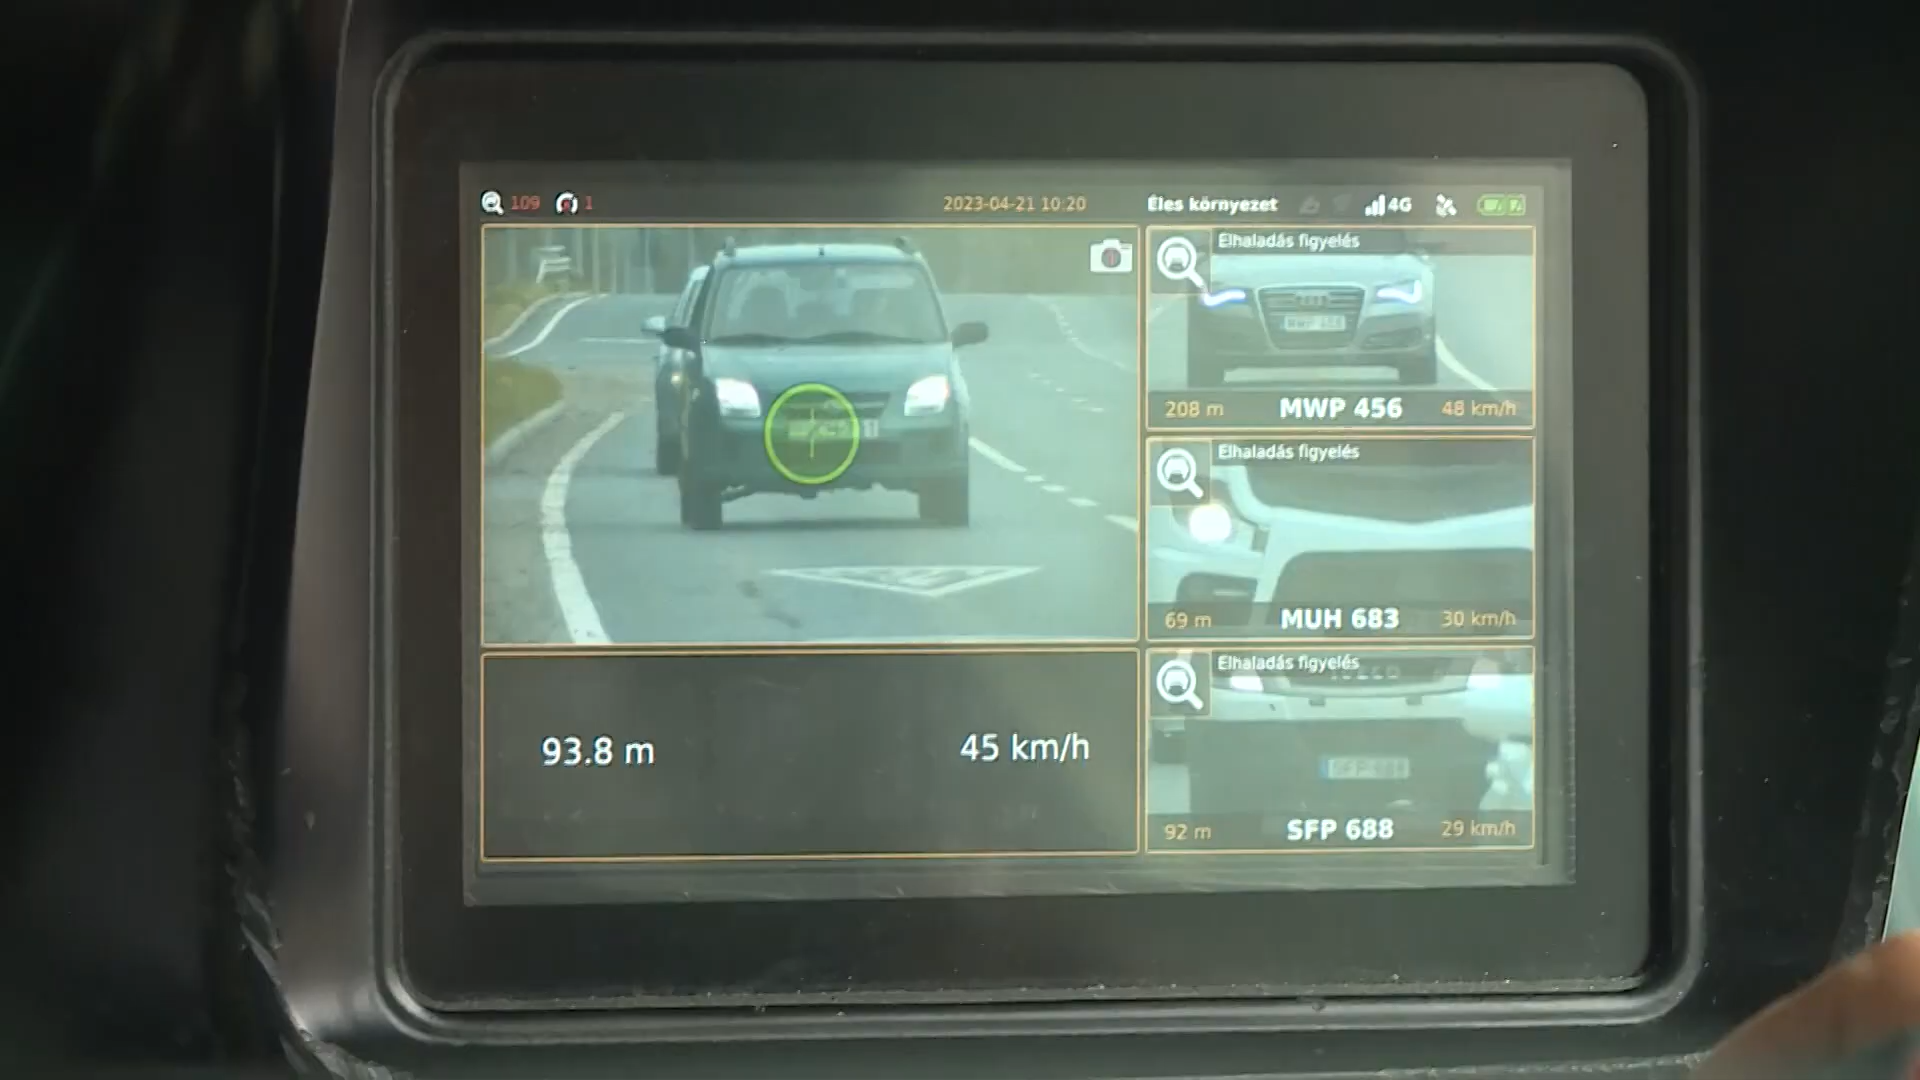 109 1 2023-04-21 10:20 Éles környezet 4G
93.8 m 45 km/h
Elhaladás figyelés
208 m MWP 456 48 km/h
Elhaladás figyelés
69 m MUH 683 30 km/h
Elhaladás figyelés
92 m SFP 688 29 km/h